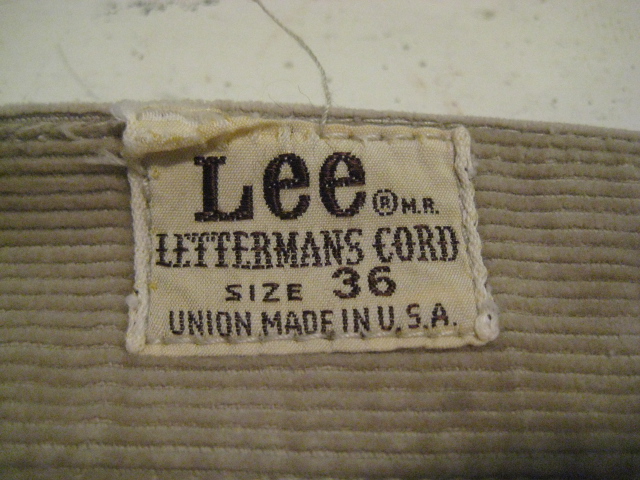 Lee ® M.R.
LETTERMANS CORD
SIZE 36
UNION MADE IN U.S.A.